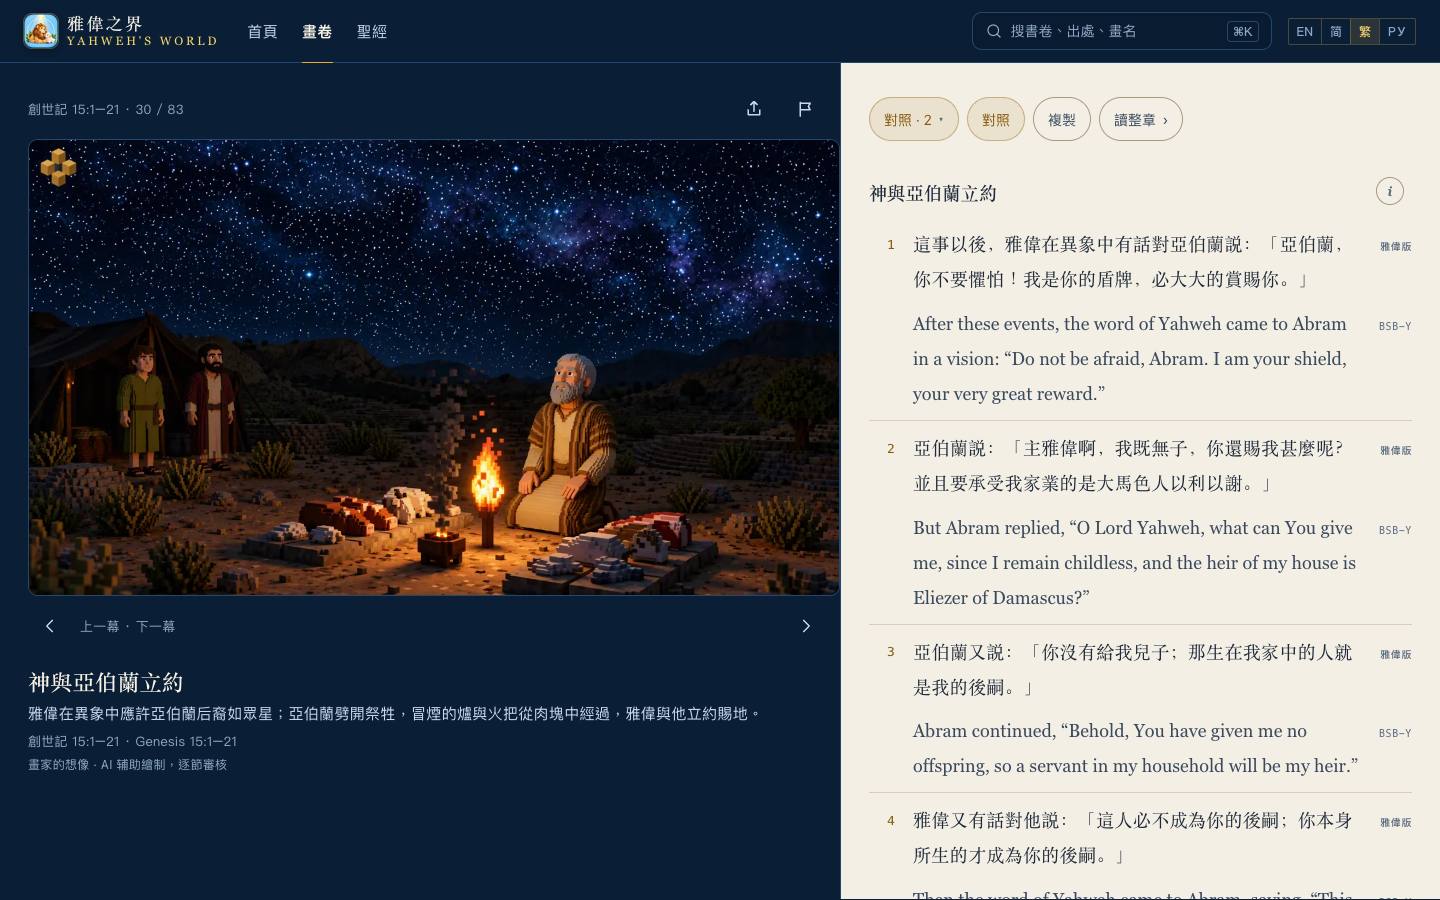 雅偉之界
YAHWEH'S WORLD
首頁
畫卷
聖經
搜書卷、出處、畫名
⌘K
EN
简
繁
РУ
創世記 15:1—21 · 30 / 83
上一幕 · 下一幕
神與亞伯蘭立約
雅偉在異象中應許亞伯蘭后裔如眾星；亞伯蘭劈開祭牲，冒煙的爐與火把從肉塊中經過，雅偉與他立約賜地。
創世記 15:1—21 · Genesis 15:1—21
畫家的想像 · AI 辅助繪制，逐節審核
對照 · 2
對照
複製
讀整章 ›
神與亞伯蘭立約
i
1 這事以後，雅偉在異象中有話對亞伯蘭説：「亞伯蘭，
雅偉版
你不要懼怕！我是你的盾牌，必大大的賞賜你。」
After these events, the word of Yahweh came to Abram
BSB-Y
in a vision: “Do not be afraid, Abram. I am your shield,
your very great reward.”
2 亞伯蘭説：「主雅偉啊，我既無子，你還賜我甚麼呢？
雅偉版
並且要承受我家業的是大馬色人以利以謝。」
But Abram replied, “O Lord Yahweh, what can You give
BSB-Y
me, since I remain childless, and the heir of my house is
Eliezer of Damascus?”
3 亞伯蘭又説：「你沒有給我兒子；那生在我家中的人就
雅偉版
是我的後嗣。」
Abram continued, “Behold, You have given me no
BSB-Y
offspring, so a servant in my household will be my heir.”
4 雅偉又有話對他説：「這人必不成為你的後嗣；你本身
雅偉版
所生的才成為你的後嗣。」
Then the word of Yahweh came to Abram, saying, “This